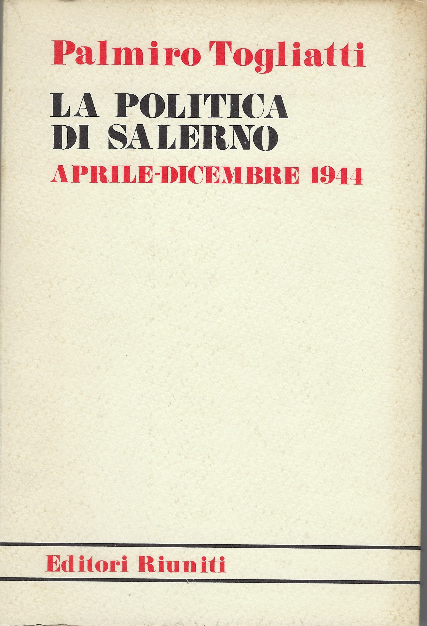 Palmiro Togliatti
LA POLITICA
DI SALERNO
APRILE-DICEMBRE 1944
Editori Riuniti